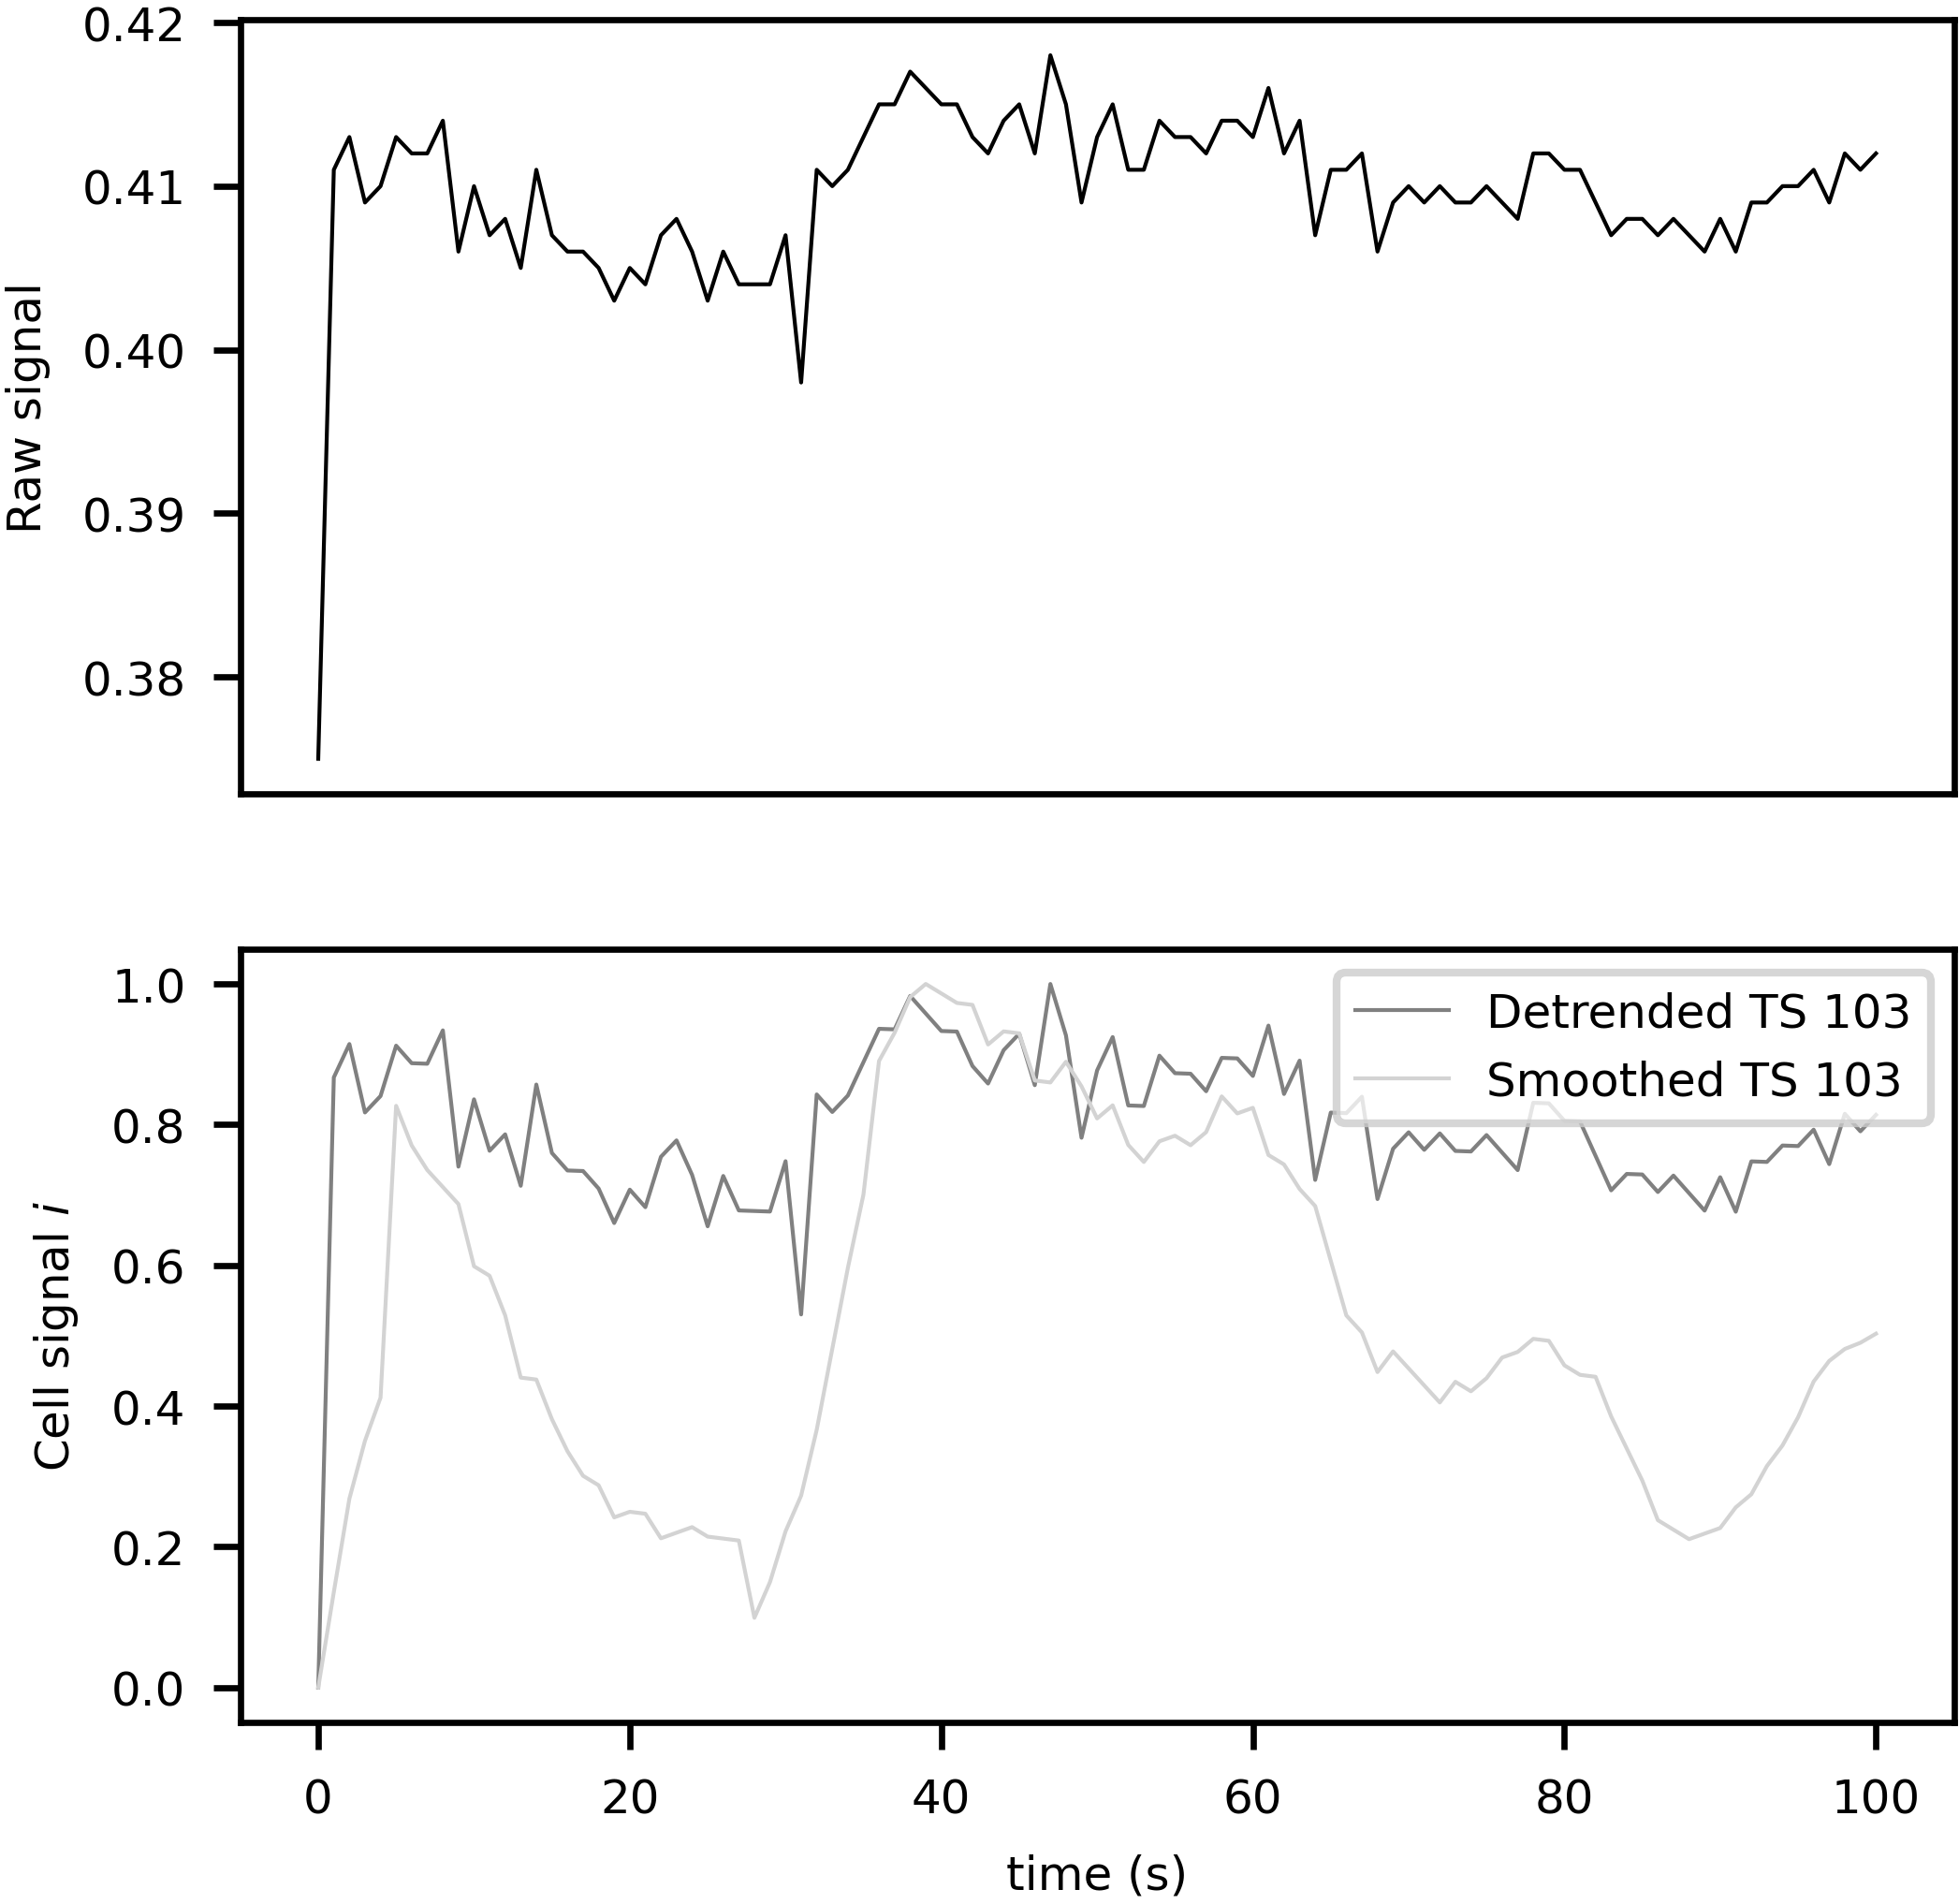 0.42
0.41
0.40
0.39
0.38
Raw signal
1.0
0.8
0.6
0.4
0.2
0.0
Cell signal i
Detrended TS 103
Smoothed TS 103
0 20 40 60 80 100
time (s)